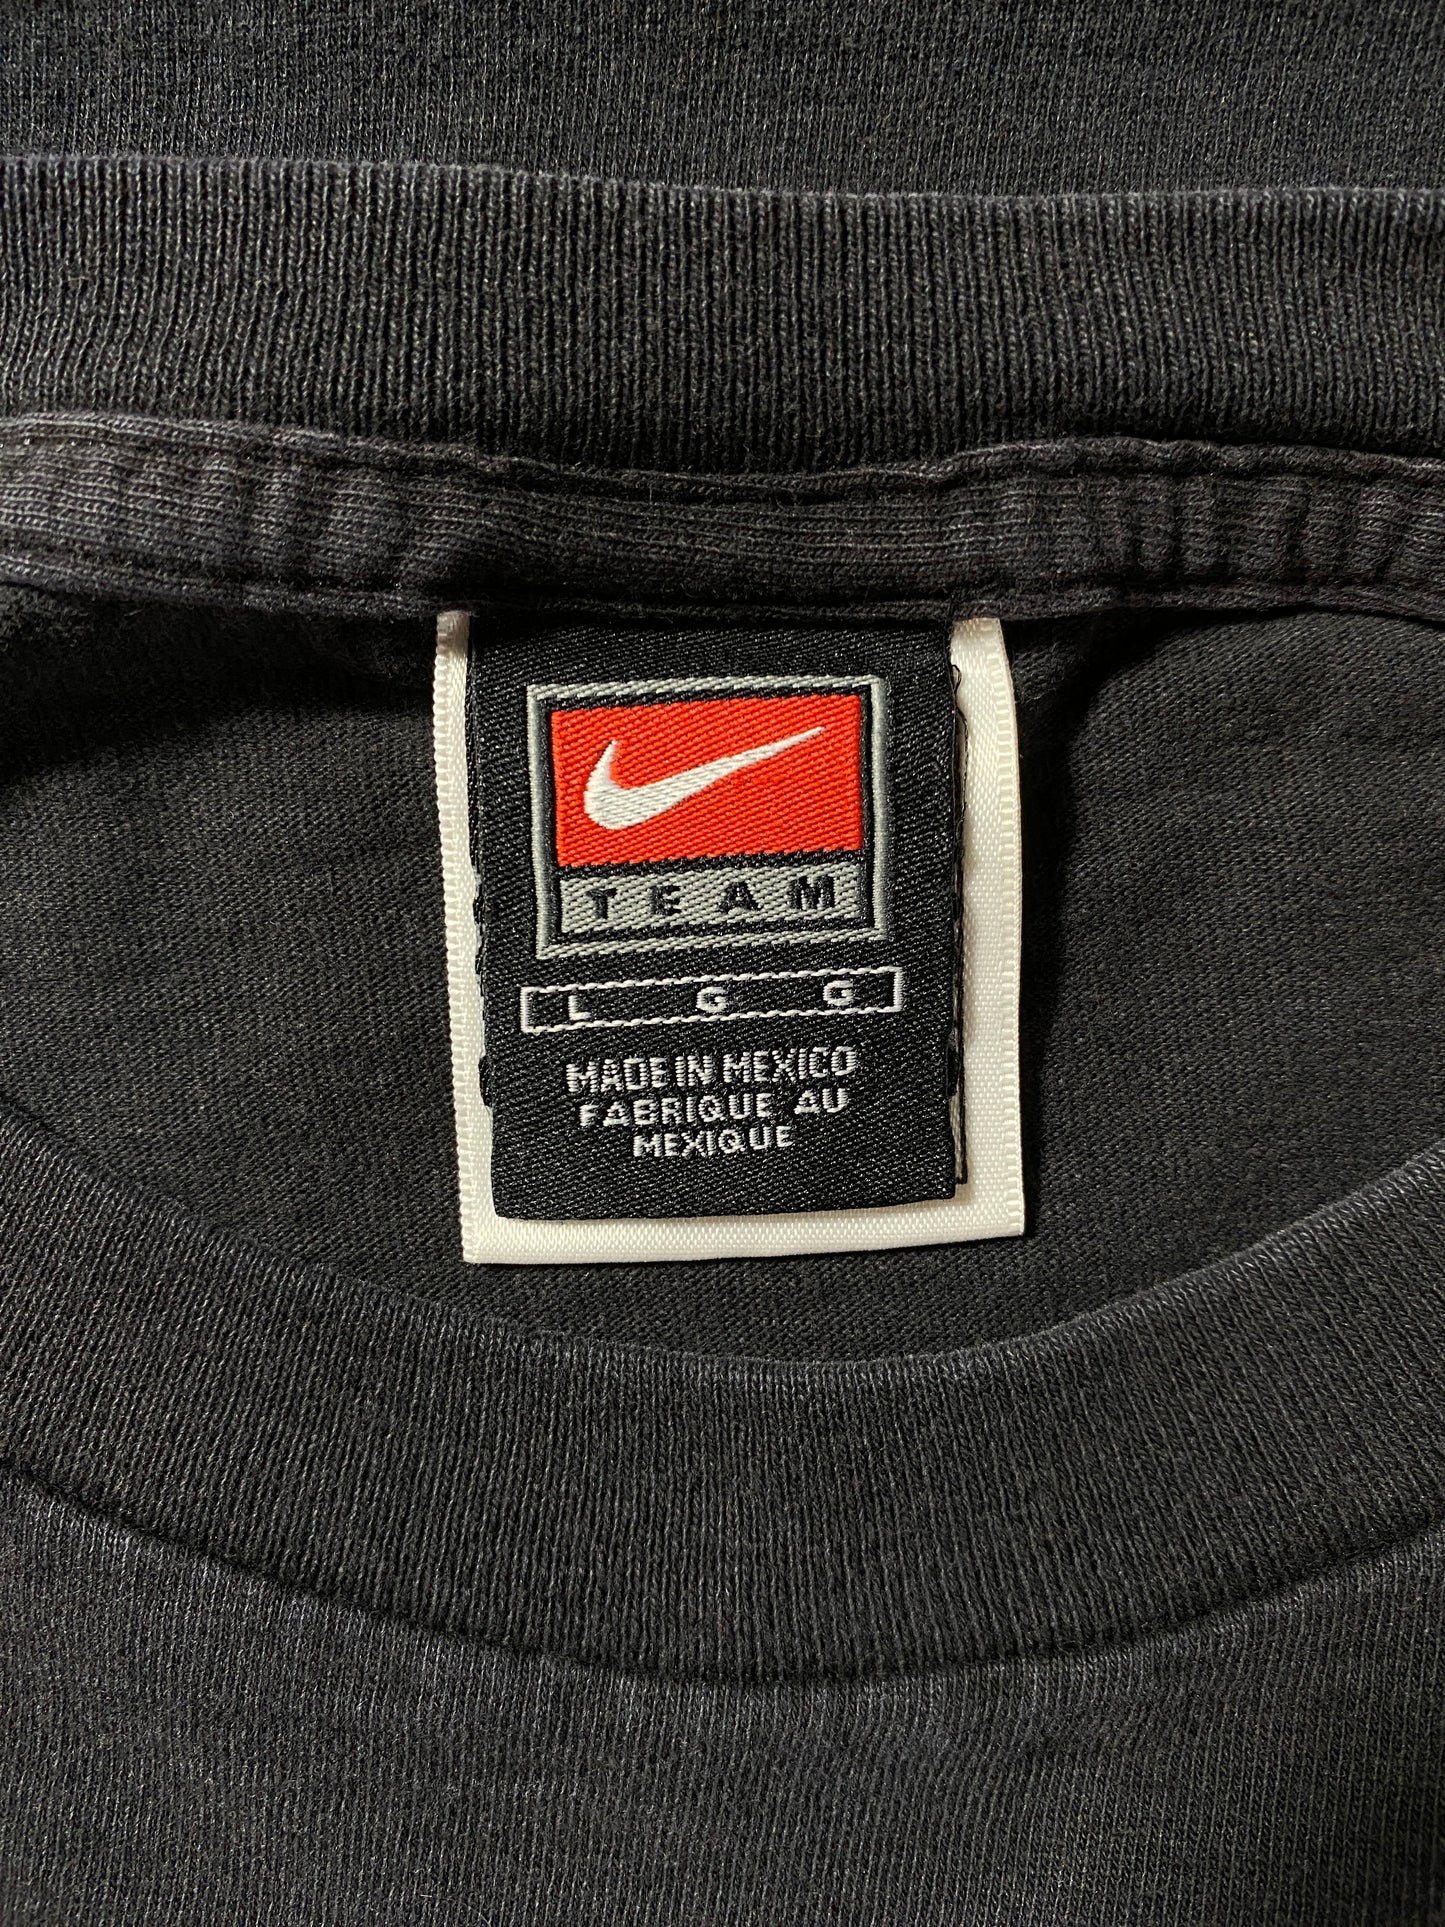 TEAM
L G G
MADE IN MEXICO
FABRIQUE AU
MEXIQUE